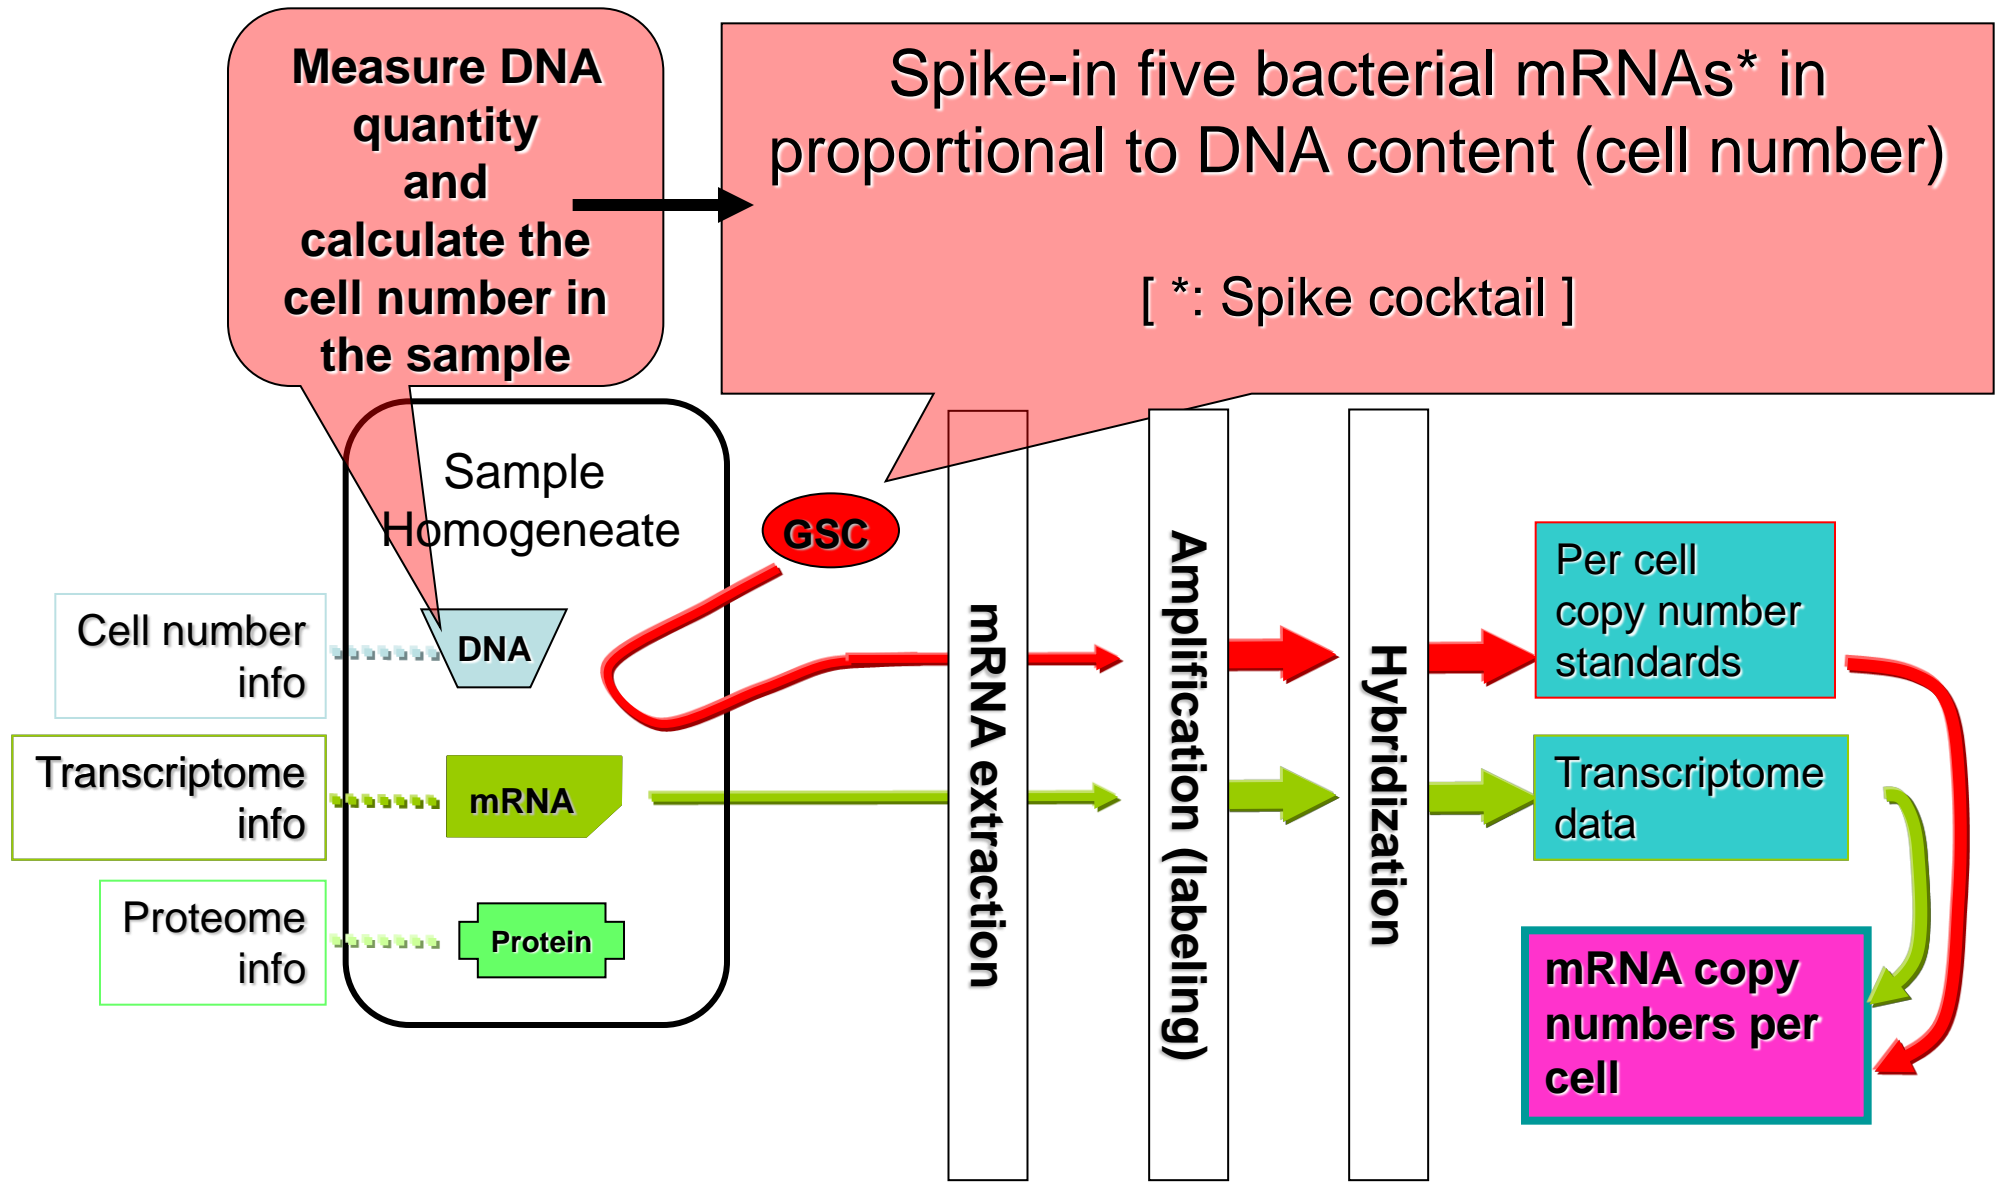 Measure DNA
quantity
and
calculate the
cell number in
the sample
Spike-in five bacterial mRNAs* in
proportional to DNA content (cell number)
[ *: Spike cocktail ]
Sample
Homogeneate
GSC
Cell number
info
DNA
Transcriptome
info
mRNA
Proteome
info
Protein
mRNA extraction
Amplification (labeling)
Hybridization
Per cell
copy number
standards
Transcriptome
data
mRNA copy
numbers per
cell